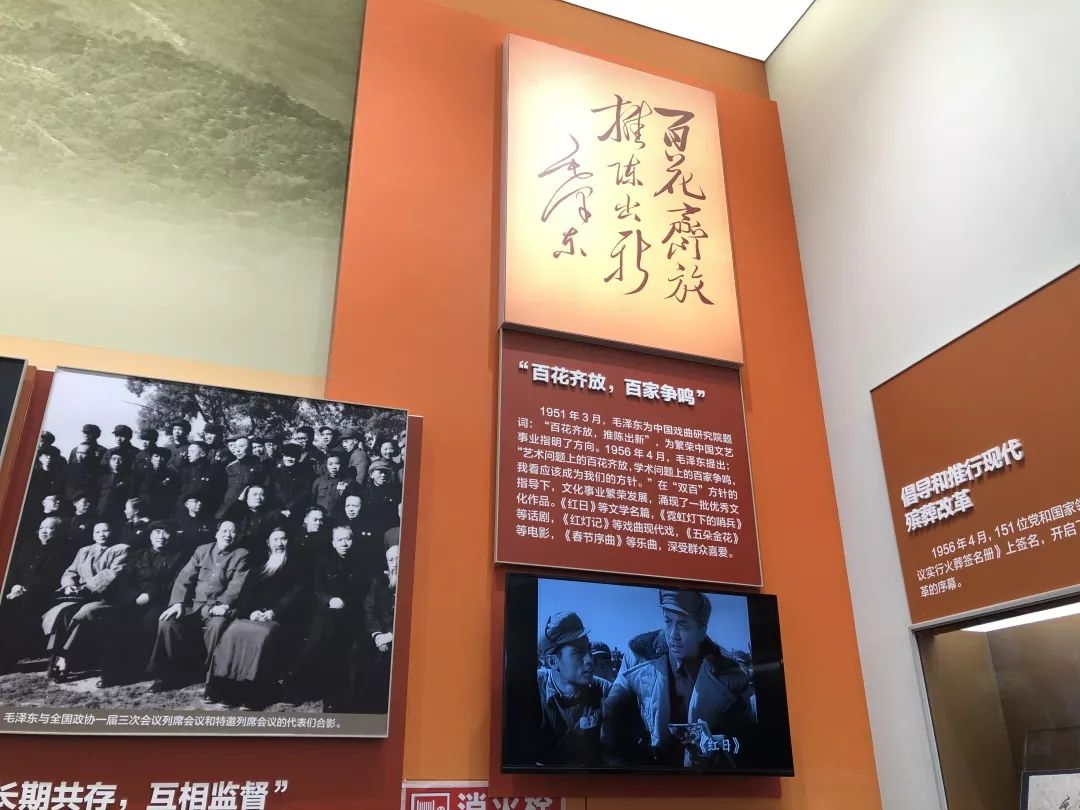 百花齊放
推陈出新
毛泽东
“百花齐放，百家争鸣”
1951年3月，毛泽东为中国戏曲研究院题
词：“百花齐放，推陈出新”，为繁荣中国文艺
事业指明了方向。1956年4月，毛泽东提出：
“艺术问题上的百花齐放，学术问题上的百家争鸣，
我看应该成为我们的方针。”在“双百”方针的
指导下，文化事业繁荣发展，涌现了一批优秀文
化作品。《红日》等文学名篇，《霓虹灯下的哨兵》
等话剧，《红灯记》等戏曲现代戏，《五朵金花》
等电影，《春节序曲》等乐曲，深受群众喜爱。
《红日》
毛泽东与全国政协一届三次会议列席会议和特邀列席会议的代表们合影。
长期共存，互相监督”
消火栓
倡导和推行现代
殡葬改革
1956年4月，151位党和国家领
议实行火葬签名册》上签名，开启了
革的序幕。